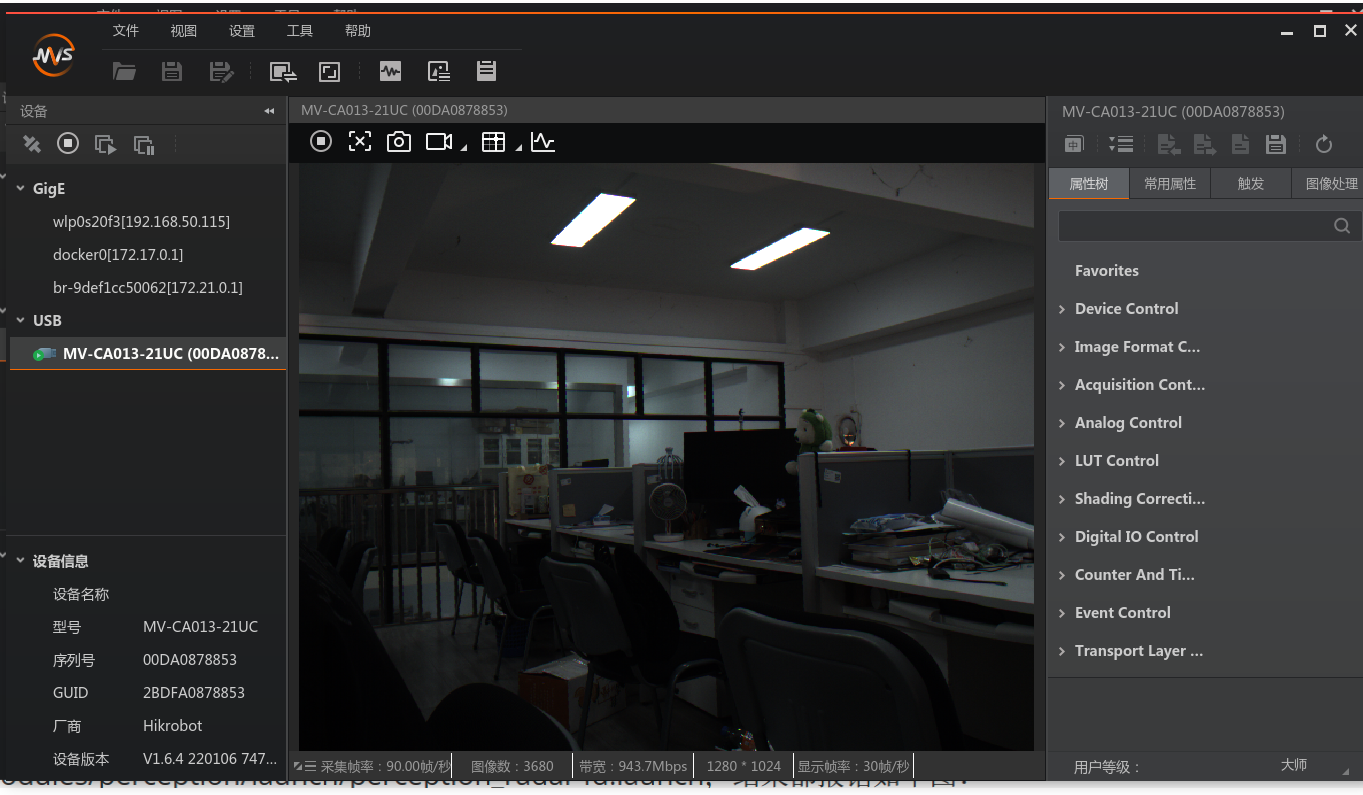 文件 视图 设置 工具 帮助
MVS
设备
GigE
wlp0s20f3[192.168.50.115]
docker0[172.17.0.1]
br-9def1cc50062[172.21.0.1]
USB
MV-CA013-21UC (00DA0878...
设备信息
设备名称
型号 MV-CA013-21UC
序列号 00DA0878853
GUID 2BDFA0878853
厂商 Hikrobot
设备版本 V1.6.4 220106 747...
MV-CA013-21UC (00DA0878853)
采集帧率：90.00帧/秒 图像数：3680 带宽：943.7Mbps 1280 * 1024 显示帧率：30帧/秒
MV-CA013-21UC (00DA0878853)
中
属性树 常用属性 触发 图像处理
Favorites
Device Control
Image Format C...
Acquisition Cont...
Analog Control
LUT Control
Shading Correcti...
Digital IO Control
Counter And Ti...
Event Control
Transport Layer ...
用户等级： 大师